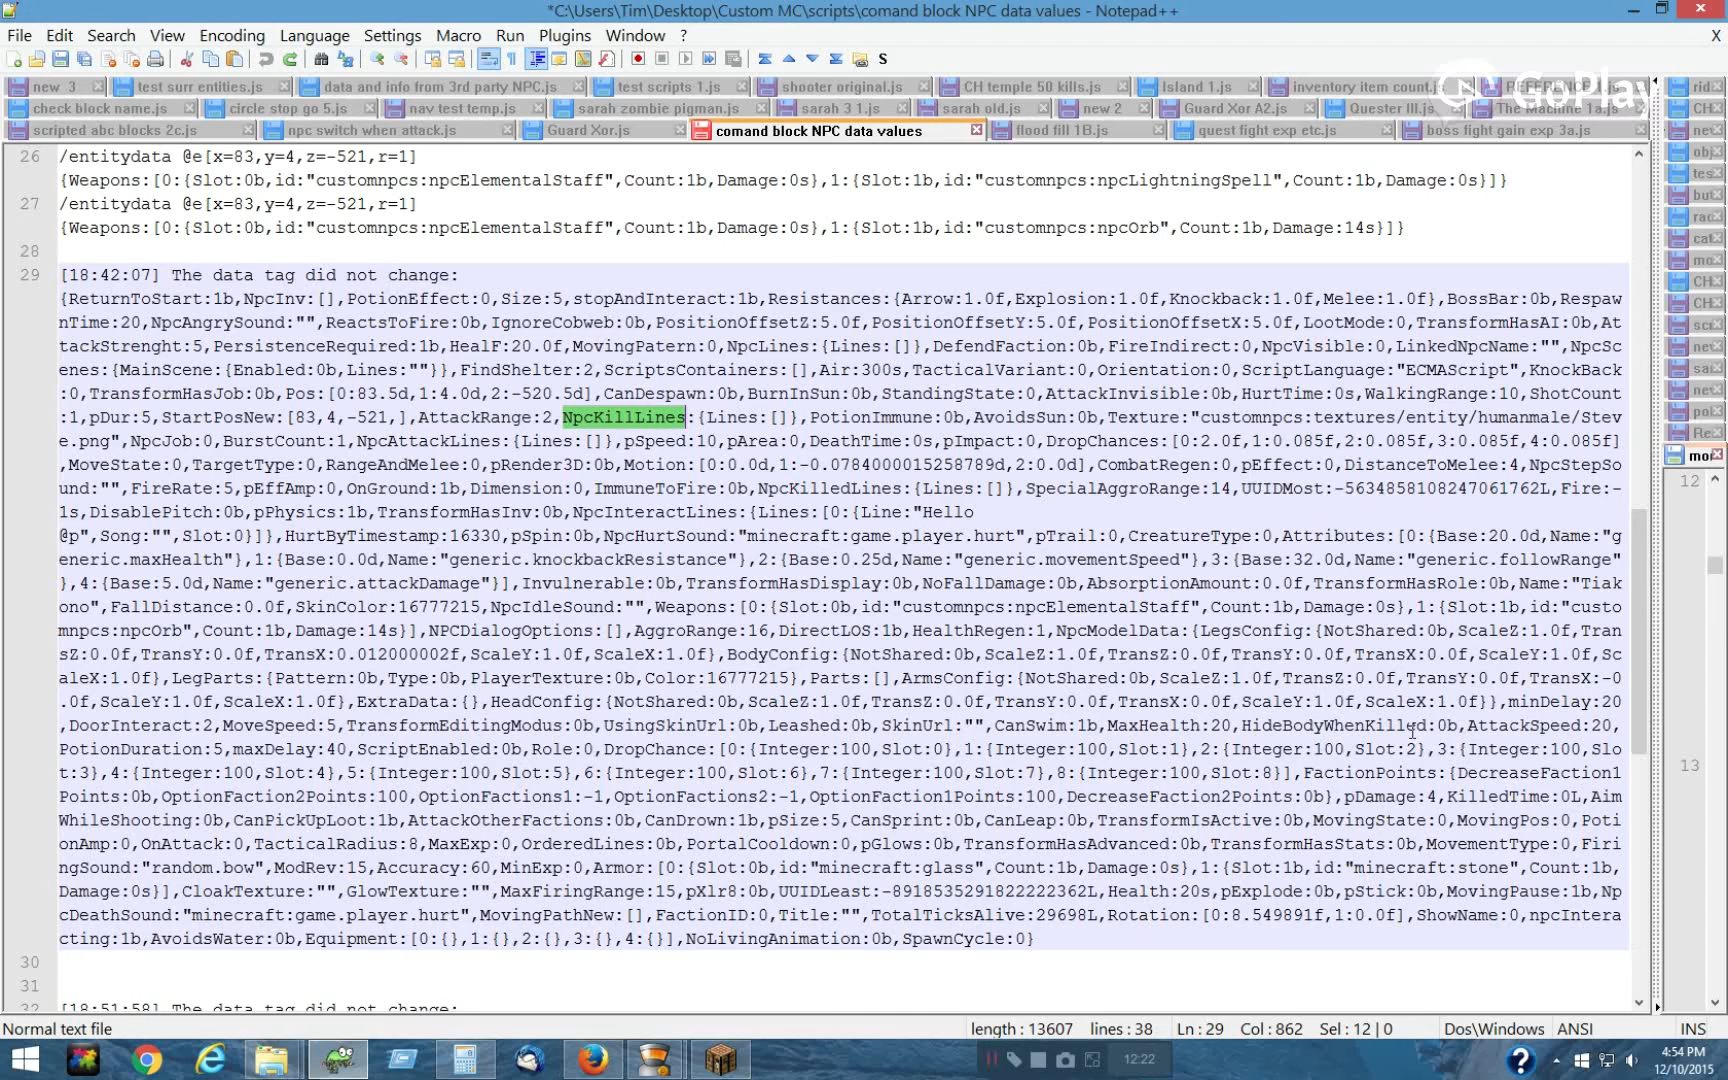 *C:\Users\Tim\Desktop\Custom MC\scripts\comand block NPC data values - Notepad++
File Edit Search View Encoding Language Settings Macro Run Plugins Window ? X
new 3 test surr entities.js data and info from 3rd party NPC.js test scripts 1.js shooter original.js CH temple 50 kills.js Island 1.js inventory item count
check block name.js circle stop go 5.js nav test temp.js sarah zombie pigman.js sarah 3 1.js sarah old.js new 2 Guard Xor A2.js Quester III.js The Machine 1a.js
scripted abc blocks 2c.js npc switch when attack.js Guard Xor.js comand block NPC data values flood fill 1B.js quest fight exp etc.js boss fight gain exp 3a.js
GoPlay
26 /entitydata @e[x=83,y=4,z=-521,r=1]
{Weapons:[0:{Slot:0b,id:"customnpcs:npcElementalStaff",Count:1b,Damage:0s},1:{Slot:1b,id:"customnpcs:npcLightningSpell",Count:1b,Damage:0s}]}
27 /entitydata @e[x=83,y=4,z=-521,r=1]
{Weapons:[0:{Slot:0b,id:"customnpcs:npcElementalStaff",Count:1b,Damage:0s},1:{Slot:1b,id:"customnpcs:npcOrb",Count:1b,Damage:14s}]}
28
29 [18:42:07] The data tag did not change:
{ReturnToStart:1b,NpcInv:[],PotionEffect:0,Size:5,stopAndInteract:1b,Resistances:{Arrow:1.0f,Explosion:1.0f,Knockback:1.0f,Melee:1.0f},BossBar:0b,Respaw
nTime:20,NpcAngrySound:"",ReactsToFire:0b,IgnoreCobweb:0b,PositionOffsetZ:5.0f,PositionOffsetY:5.0f,PositionOffsetX:5.0f,LootMode:0,TransformHasAI:0b,At
tackStrenght:5,PersistenceRequired:1b,HealF:20.0f,MovingPatern:0,NpcLines:{Lines:[]},DefendFaction:0b,FireIndirect:0,NpcVisible:0,LinkedNpcName:"",NpcSc
enes:{MainScene:{Enabled:0b,Lines:""}},FindShelter:2,ScriptsContainers:[],Air:300s,TacticalVariant:0,Orientation:0,ScriptLanguage:"ECMAScript",KnockBack
:0,TransformHasJob:0b,Pos:[0:83.5d,1:4.0d,2:-520.5d],CanDespawn:0b,BurnInSun:0b,StandingState:0,AttackInvisible:0b,HurtTime:0s,WalkingRange:10,ShotCount
:1,pDur:5,StartPosNew:[83,4,-521,],AttackRange:2,NpcKillLines:{Lines:[]},PotionImmune:0b,AvoidsSun:0b,Texture:"customnpcs:textures/entity/humanmale/Stev
e.png",NpcJob:0,BurstCount:1,NpcAttackLines:{Lines:[]},pSpeed:10,pArea:0,DeathTime:0s,pImpact:0,DropChances:[0:2.0f,1:0.085f,2:0.085f,3:0.085f,4:0.085f]
,MoveState:0,TargetType:0,RangeAndMelee:0,pRender3D:0b,Motion:[0:0.0d,1:-0.0784000015258789d,2:0.0d],CombatRegen:0,pEffect:0,DistanceToMelee:4,NpcStepSo
und:"",FireRate:5,pEffAmp:0,OnGround:1b,Dimension:0,ImmuneToFire:0b,NpcKilledLines:{Lines:[]},SpecialAggroRange:14,UUIDMost:-5634858108247061762L,Fire:-
1s,DisablePitch:0b,pPhysics:1b,TransformHasInv:0b,NpcInteractLines:{Lines:[0:{Line:"Hello
@p",Song:"",Slot:0}]},HurtByTimestamp:16330,pSpin:0b,NpcHurtSound:"minecraft:game.player.hurt",pTrail:0,CreatureType:0,Attributes:[0:{Base:20.0d,Name:"g
eneric.maxHealth"},1:{Base:0.0d,Name:"generic.knockbackResistance"},2:{Base:0.25d,Name:"generic.movementSpeed"},3:{Base:32.0d,Name:"generic.followRange"
},4:{Base:5.0d,Name:"generic.attackDamage"}],Invulnerable:0b,TransformHasDisplay:0b,NoFallDamage:0b,AbsorptionAmount:0.0f,TransformHasRole:0b,Name:"Tiak
ono",FallDistance:0.0f,SkinColor:16777215,NpcIdleSound:"",Weapons:[0:{Slot:0b,id:"customnpcs:npcElementalStaff",Count:1b,Damage:0s},1:{Slot:1b,id:"custo
mnpcs:npcOrb",Count:1b,Damage:14s}],NPCDialogOptions:[],AggroRange:16,DirectLOS:1b,HealthRegen:1,NpcModelData:{LegsConfig:{NotShared:0b,ScaleZ:1.0f,Tran
sZ:0.0f,TransY:0.0f,TransX:0.012000002f,ScaleY:1.0f,ScaleX:1.0f},BodyConfig:{NotShared:0b,ScaleZ:1.0f,TransZ:0.0f,TransY:0.0f,TransX:0.0f,ScaleY:1.0f,Sc
aleX:1.0f},LegParts:{Pattern:0b,Type:0b,PlayerTexture:0b,Color:16777215},Parts:[],ArmsConfig:{NotShared:0b,ScaleZ:1.0f,TransZ:0.0f,TransY:0.0f,TransX:-0
.0f,ScaleY:1.0f,ScaleX:1.0f},ExtraData:{},HeadConfig:{NotShared:0b,ScaleZ:1.0f,TransZ:0.0f,TransY:0.0f,TransX:0.0f,ScaleY:1.0f,ScaleX:1.0f}},minDelay:20
,DoorInteract:2,MoveSpeed:5,TransformEditingModus:0b,UsingSkinUrl:0b,Leashed:0b,SkinUrl:"",CanSwim:1b,MaxHealth:20,HideBodyWhenKilled:0b,AttackSpeed:20,
PotionDuration:5,maxDelay:40,ScriptEnabled:0b,Role:0,DropChance:[0:{Integer:100,Slot:0},1:{Integer:100,Slot:1},2:{Integer:100,Slot:2},3:{Integer:100,Slo
t:3},4:{Integer:100,Slot:4},5:{Integer:100,Slot:5},6:{Integer:100,Slot:6},7:{Integer:100,Slot:7},8:{Integer:100,Slot:8}],FactionPoints:{DecreaseFaction1
Points:0b,OptionFaction2Points:100,OptionFactions1:-1,OptionFactions2:-1,OptionFaction1Points:100,DecreaseFaction2Points:0b},pDamage:4,KilledTime:0L,Aim
WhileShooting:0b,CanPickUpLoot:1b,AttackOtherFactions:0b,CanDrown:1b,pSize:5,CanSprint:0b,CanLeap:0b,TransformIsActive:0b,MovingState:0,MovingPos:0,Poti
onAmp:0,OnAttack:0,TacticalRadius:8,MaxExp:0,OrderedLines:0b,PortalCooldown:0,pGlows:0b,TransformHasAdvanced:0b,TransformHasStats:0b,MovementType:0,Firi
ngSound:"random.bow",ModRev:15,Accuracy:60,MinExp:0,Armor:[0:{Slot:0b,id:"minecraft:glass",Count:1b,Damage:0s},1:{Slot:1b,id:"minecraft:stone",Count:1b,
Damage:0s}],CloakTexture:"",GlowTexture:"",MaxFiringRange:15,pXlr8:0b,UUIDLeast:-8918535291822222362L,Health:20s,pExplode:0b,pStick:0b,MovingPause:1b,Np
cDeathSound:"minecraft:game.player.hurt",MovingPathNew:[],FactionID:0,Title:"",TotalTicksAlive:29698L,Rotation:[0:8.549891f,1:0.0f],ShowName:0,npcIntera
cting:1b,AvoidsWater:0b,Equipment:[0:{},1:{},2:{},3:{},4:{}],NoLivingAnimation:0b,SpawnCycle:0}
30
31
32 [18:51:58] The data tag did not change:
12
13
Normal text file length : 13607 lines : 38 Ln : 29 Col : 862 Sel : 12 | 0 Dos\Windows ANSI INS
12:22
4:54 PM
12/10/2015